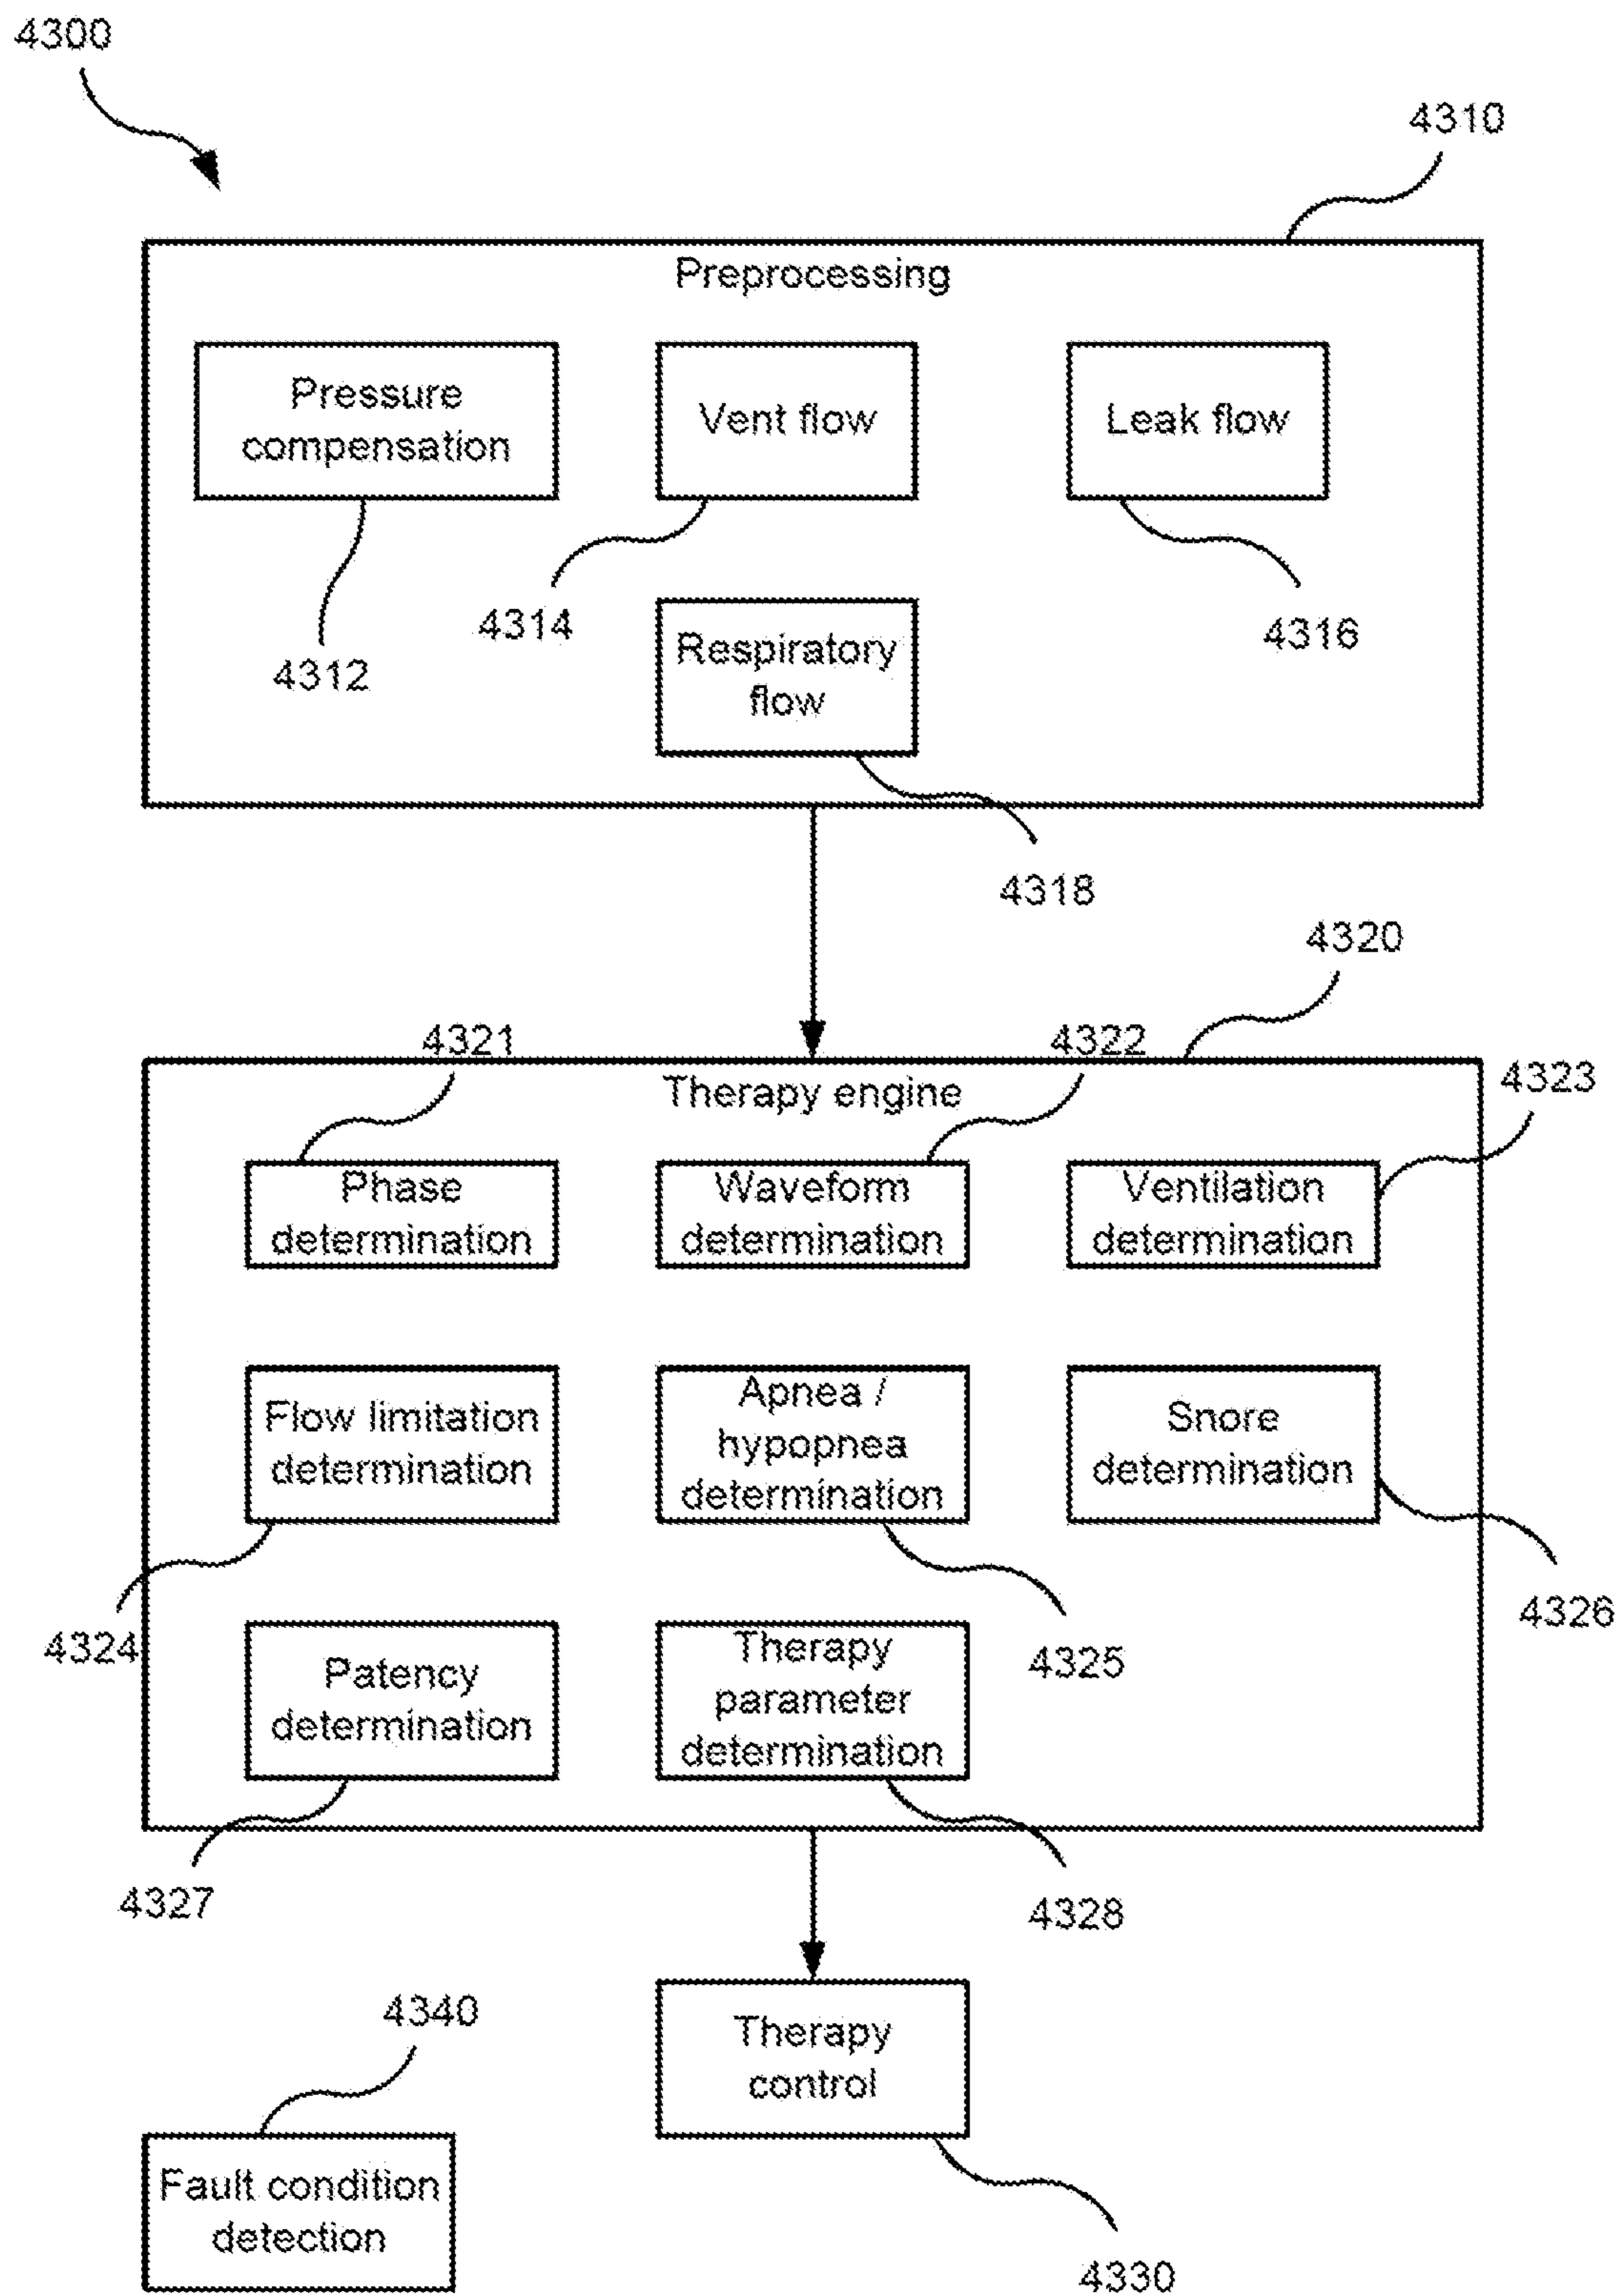 4300
4310
Preprocessing
Pressure
compensation
Vent flow
Leak flow
4312
4314
4316
Respiratory
flow
4318
4320
4321
4322
4323
Therapy engine
Phase
determination
Waveform
determination
Ventilation
determination
Flow limitation
determination
Apnea /
hypopnea
determination
Snore
determination
4324
4325
4326
Patency
determination
Therapy
parameter
determination
4327
4328
4340
Therapy
control
Fault condition
detection
4330